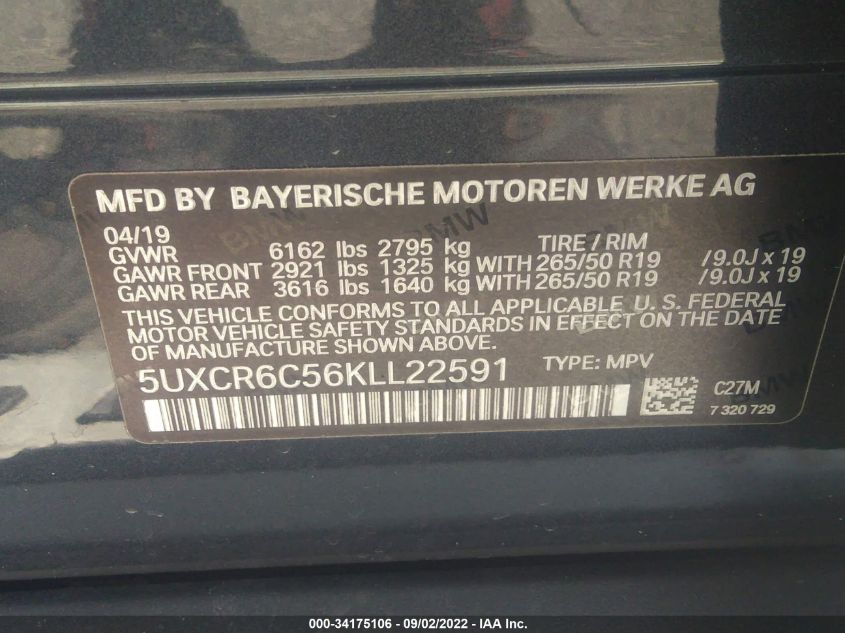 MFD BY BAYERISCHE MOTOREN WERKE AG
04/19
GVWR 6162 lbs 2795 kg TIRE / RIM
GAWR FRONT 2921 lbs 1325 kg WITH 265/50 R19 /9.0J x 19
GAWR REAR 3616 lbs 1640 kg WITH 265/50 R19 /9.0J x 19
THIS VEHICLE CONFORMS TO ALL APPLICABLE U. S. FEDERAL
MOTOR VEHICLE SAFETY STANDARDS IN EFFECT ON THE DATE
OF MANUFACTURE SHOWN ABOVE.
5UXCR6C56KLL22591 TYPE: MPV
C27M
7 320 729
000-34175106 - 09/02/2022 - IAA Inc.